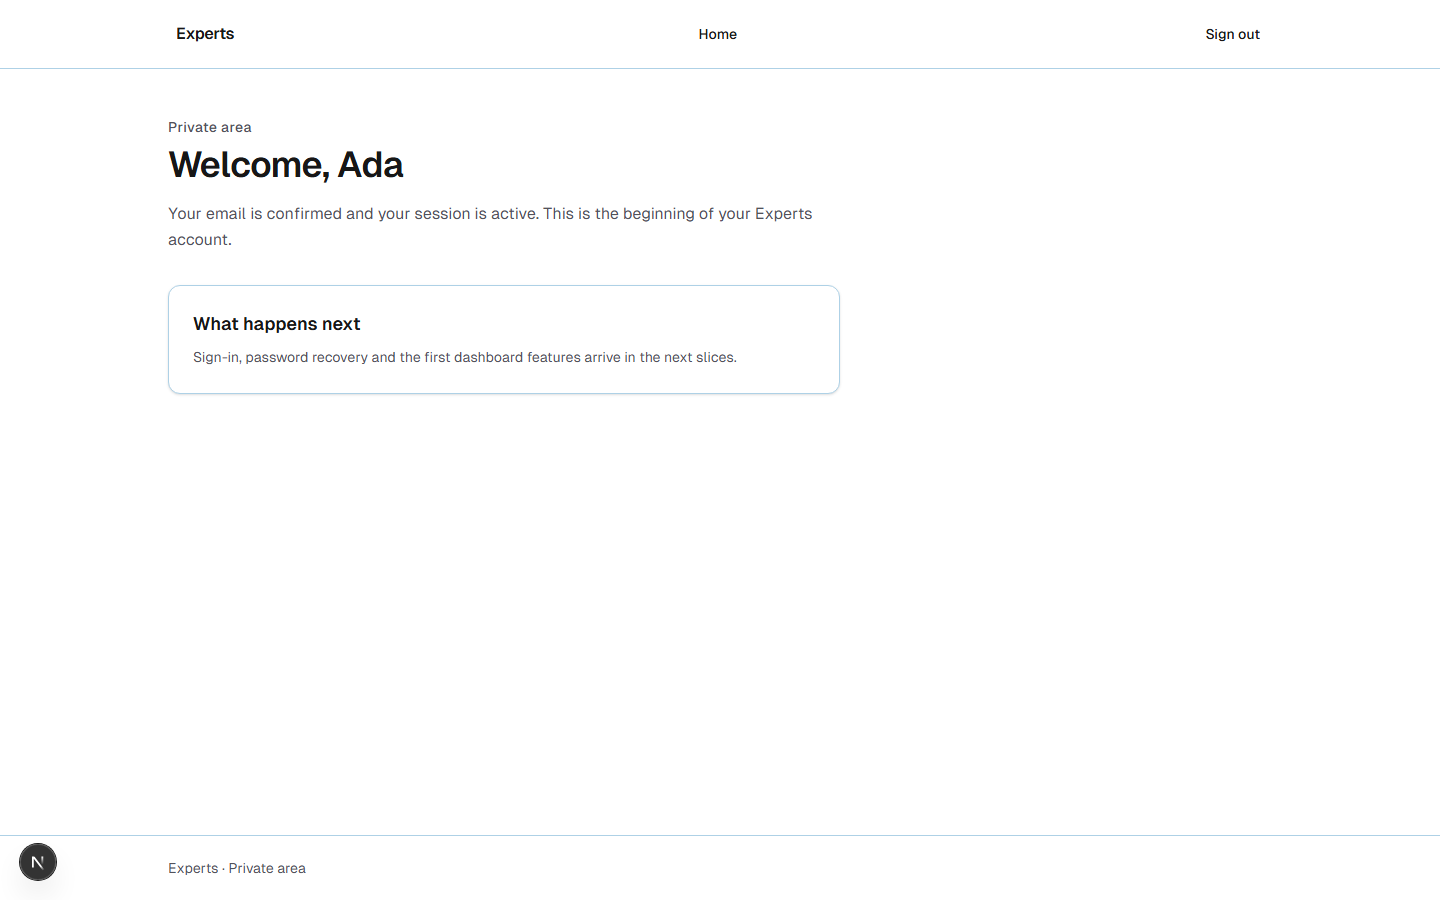 Experts
Home
Sign out
Private area
Welcome, Ada
Your email is confirmed and your session is active. This is the beginning of your Experts
account.
What happens next
Sign-in, password recovery and the first dashboard features arrive in the next slices.
N
Experts · Private area